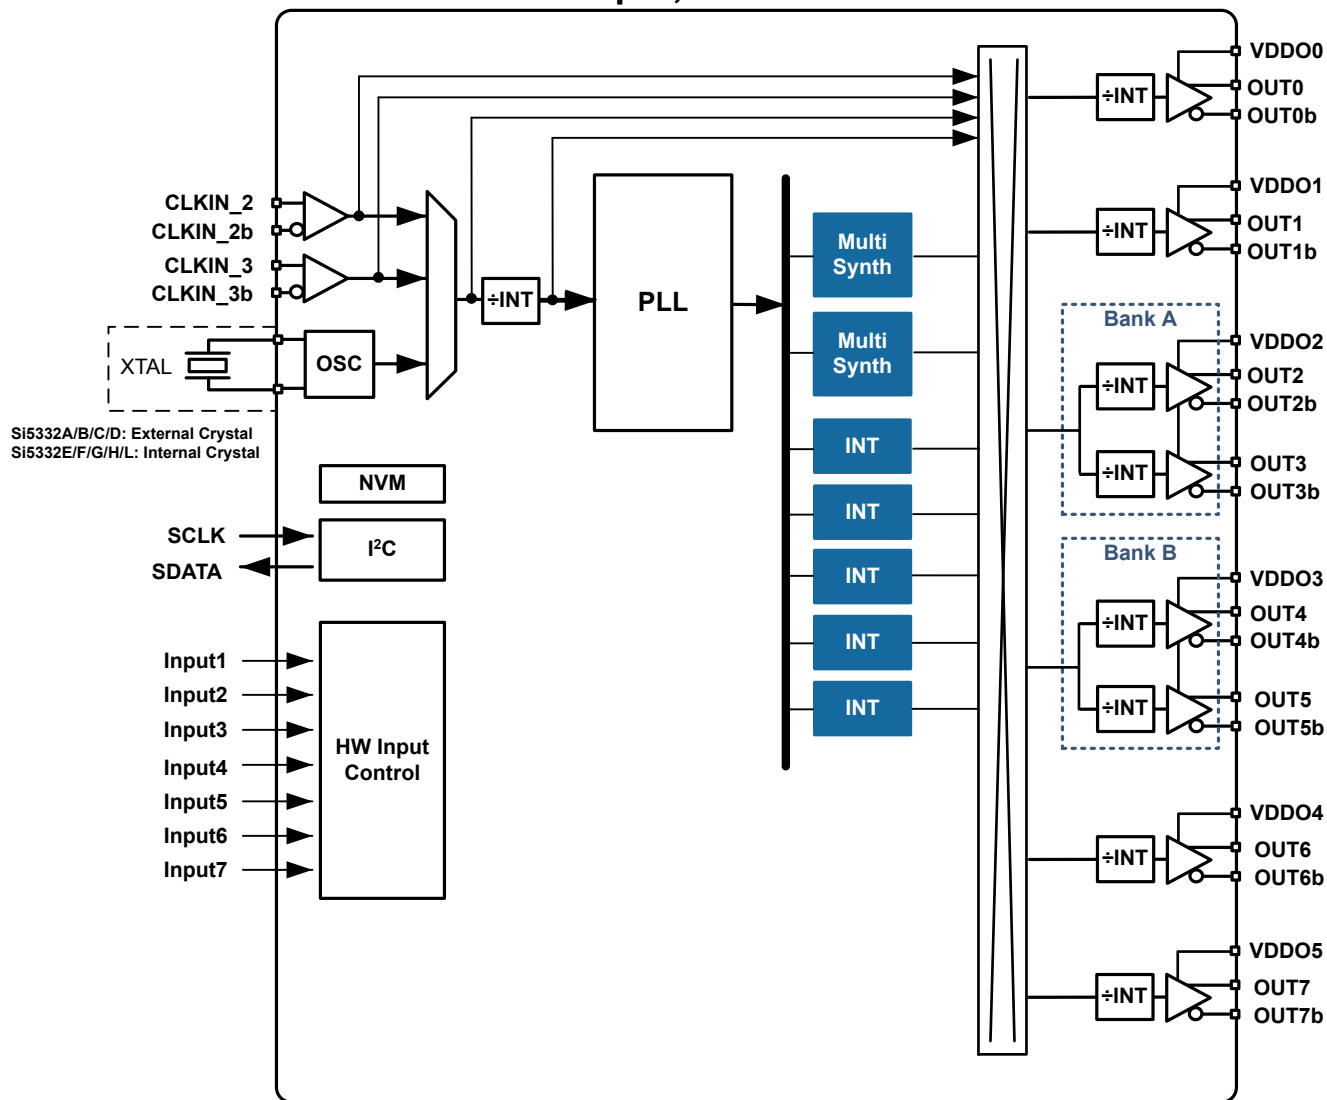 VDDO0
OUT0
OUT0b
÷INT
VDDO1
OUT1
OUT1b
÷INT
CLKIN_2
CLKIN_2b
CLKIN_3
CLKIN_3b
XTAL
OSC
÷INT
PLL
Multi
Synth
Multi
Synth
INT
INT
INT
INT
INT
Si5332A/B/C/D: External Crystal
Si5332E/F/G/H/L: Internal Crystal
NVM
SCLK
SDATA
I²C
Input1
Input2
Input3
Input4
Input5
Input6
Input7
HW Input
Control
Bank A
VDDO2
÷INT
OUT2
OUT2b
÷INT
OUT3
OUT3b
Bank B
VDDO3
÷INT
OUT4
OUT4b
÷INT
OUT5
OUT5b
VDDO4
÷INT
OUT6
OUT6b
VDDO5
÷INT
OUT7
OUT7b